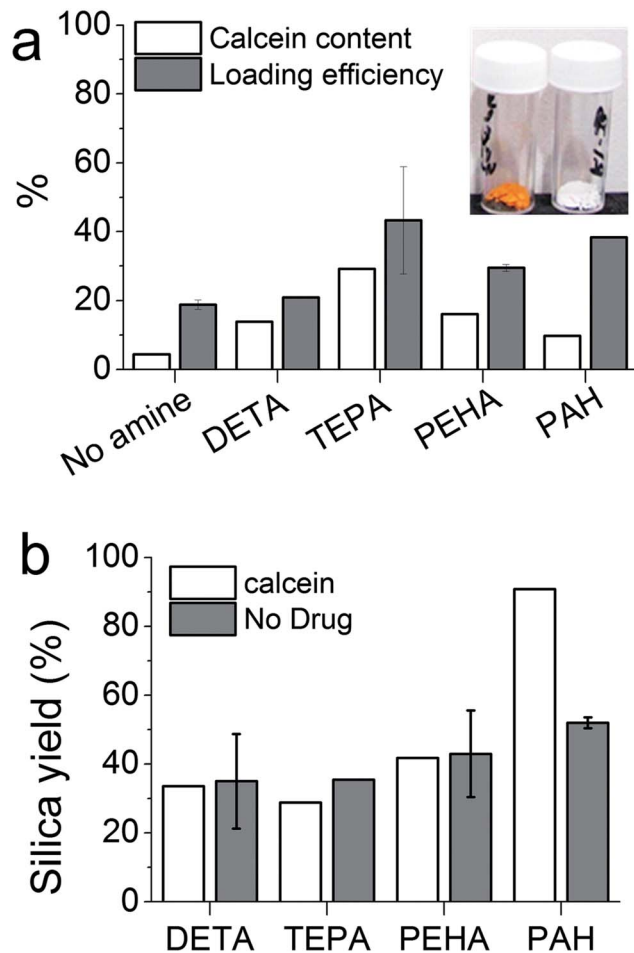 a
Calcein content
Loading efficiency
100
80
60
40
20
0
%
No amine
DETA
TEPA
PEHA
PAH
b
calcein
No Drug
100
80
60
40
20
0
Silica yield (%)
DETA
TEPA
PEHA
PAH